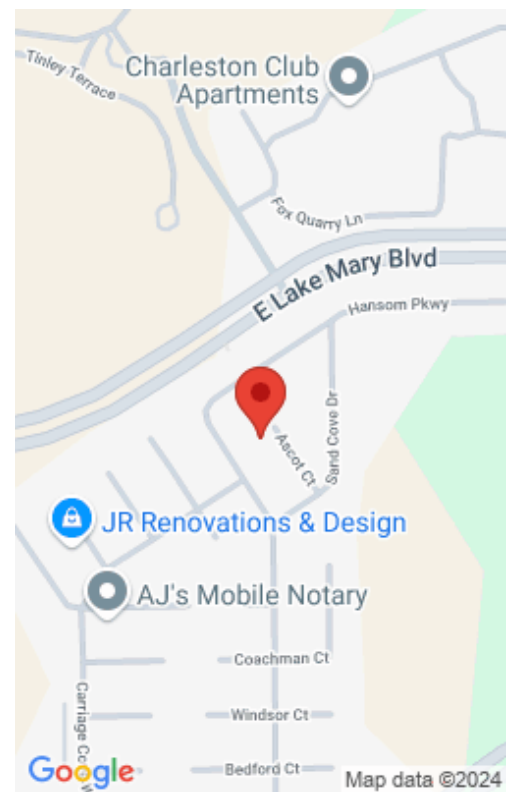 Tinley Terrace
Charleston Club
Apartments
Fox Quarry Ln
E Lake Mary Blvd
Hansom Pkwy
Sand Cove Dr
Ascot Ct
JR Renovations & Design
AJ's Mobile Notary
Coachman Ct
Carriage
Windsor Ct
Bedford Ct
Google
Map data ©2024